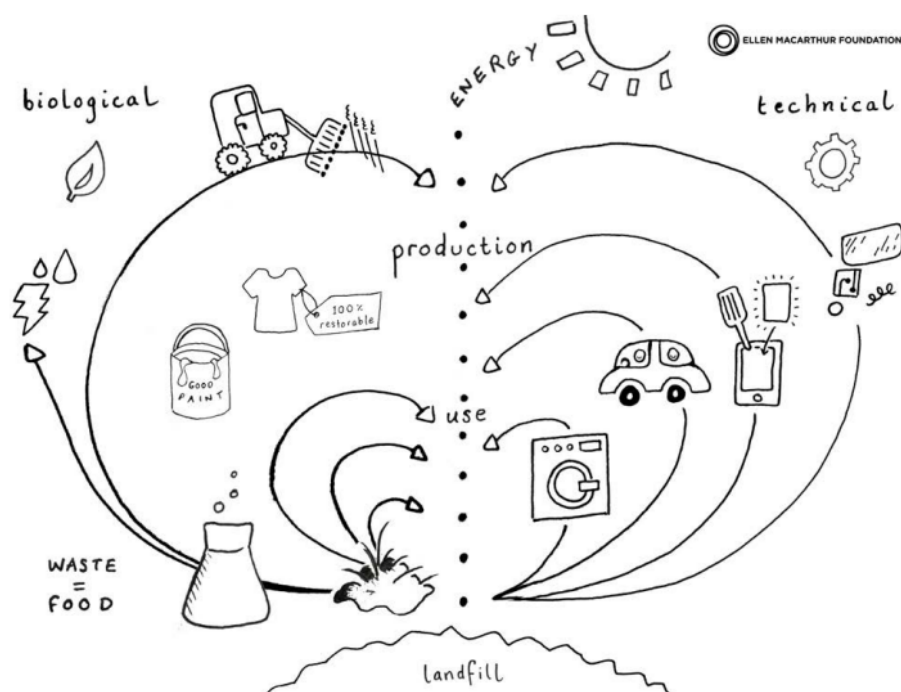 ELLEN MACARTHUR FOUNDATION
ENERGY
biological
technical
production
100%
restorable
GOOD
PAINT
use
WASTE
=
FOOD
landfill